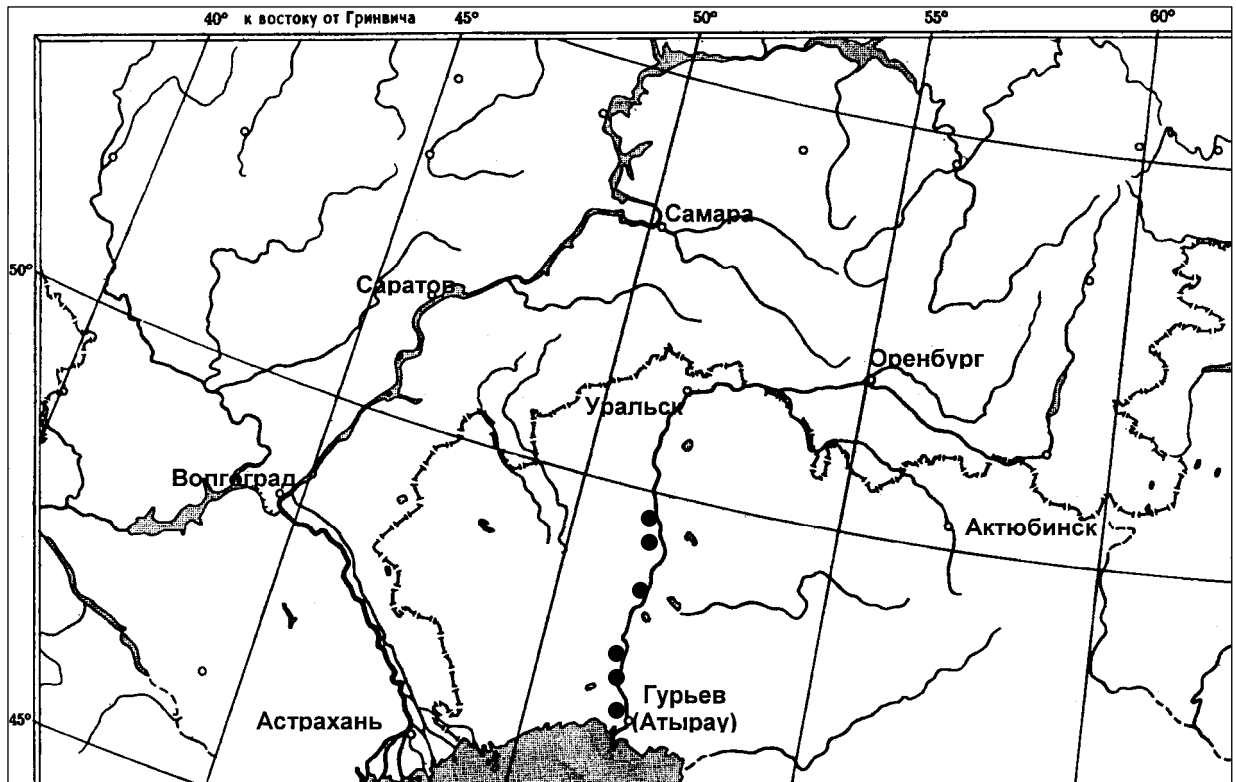 40° к востоку от Гринвича 45° 50° 55° 60°
Самара
50°
Саратов
Оренбург
Уральск
Волгоград
Актюбинск
Гурьев
(Атырау)
Астрахань
45°